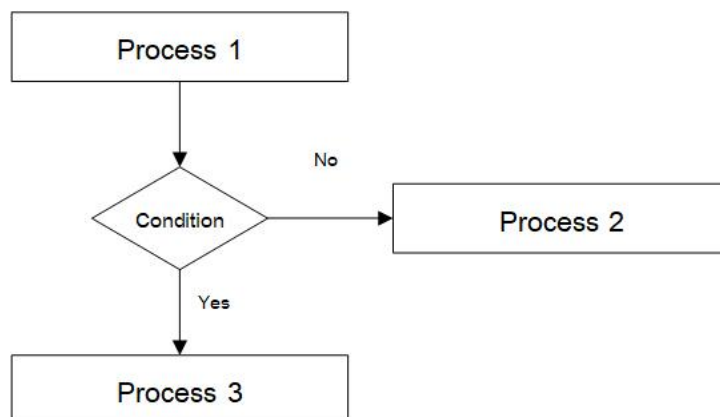 Process 1
No
Condition
Process 2
Yes
Process 3